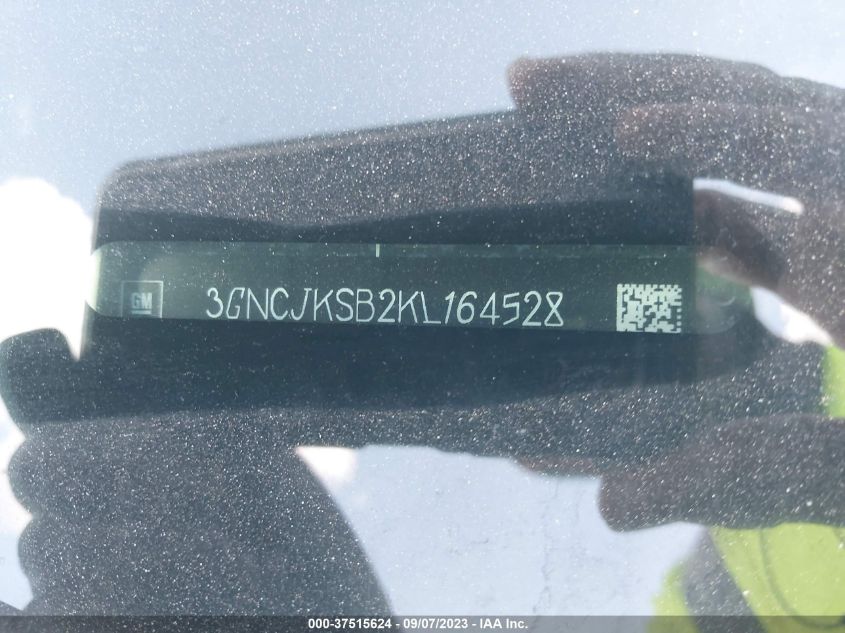 GM 3GNCJKSB2KL164528
000-37515624 - 09/07/2023 - IAA Inc.